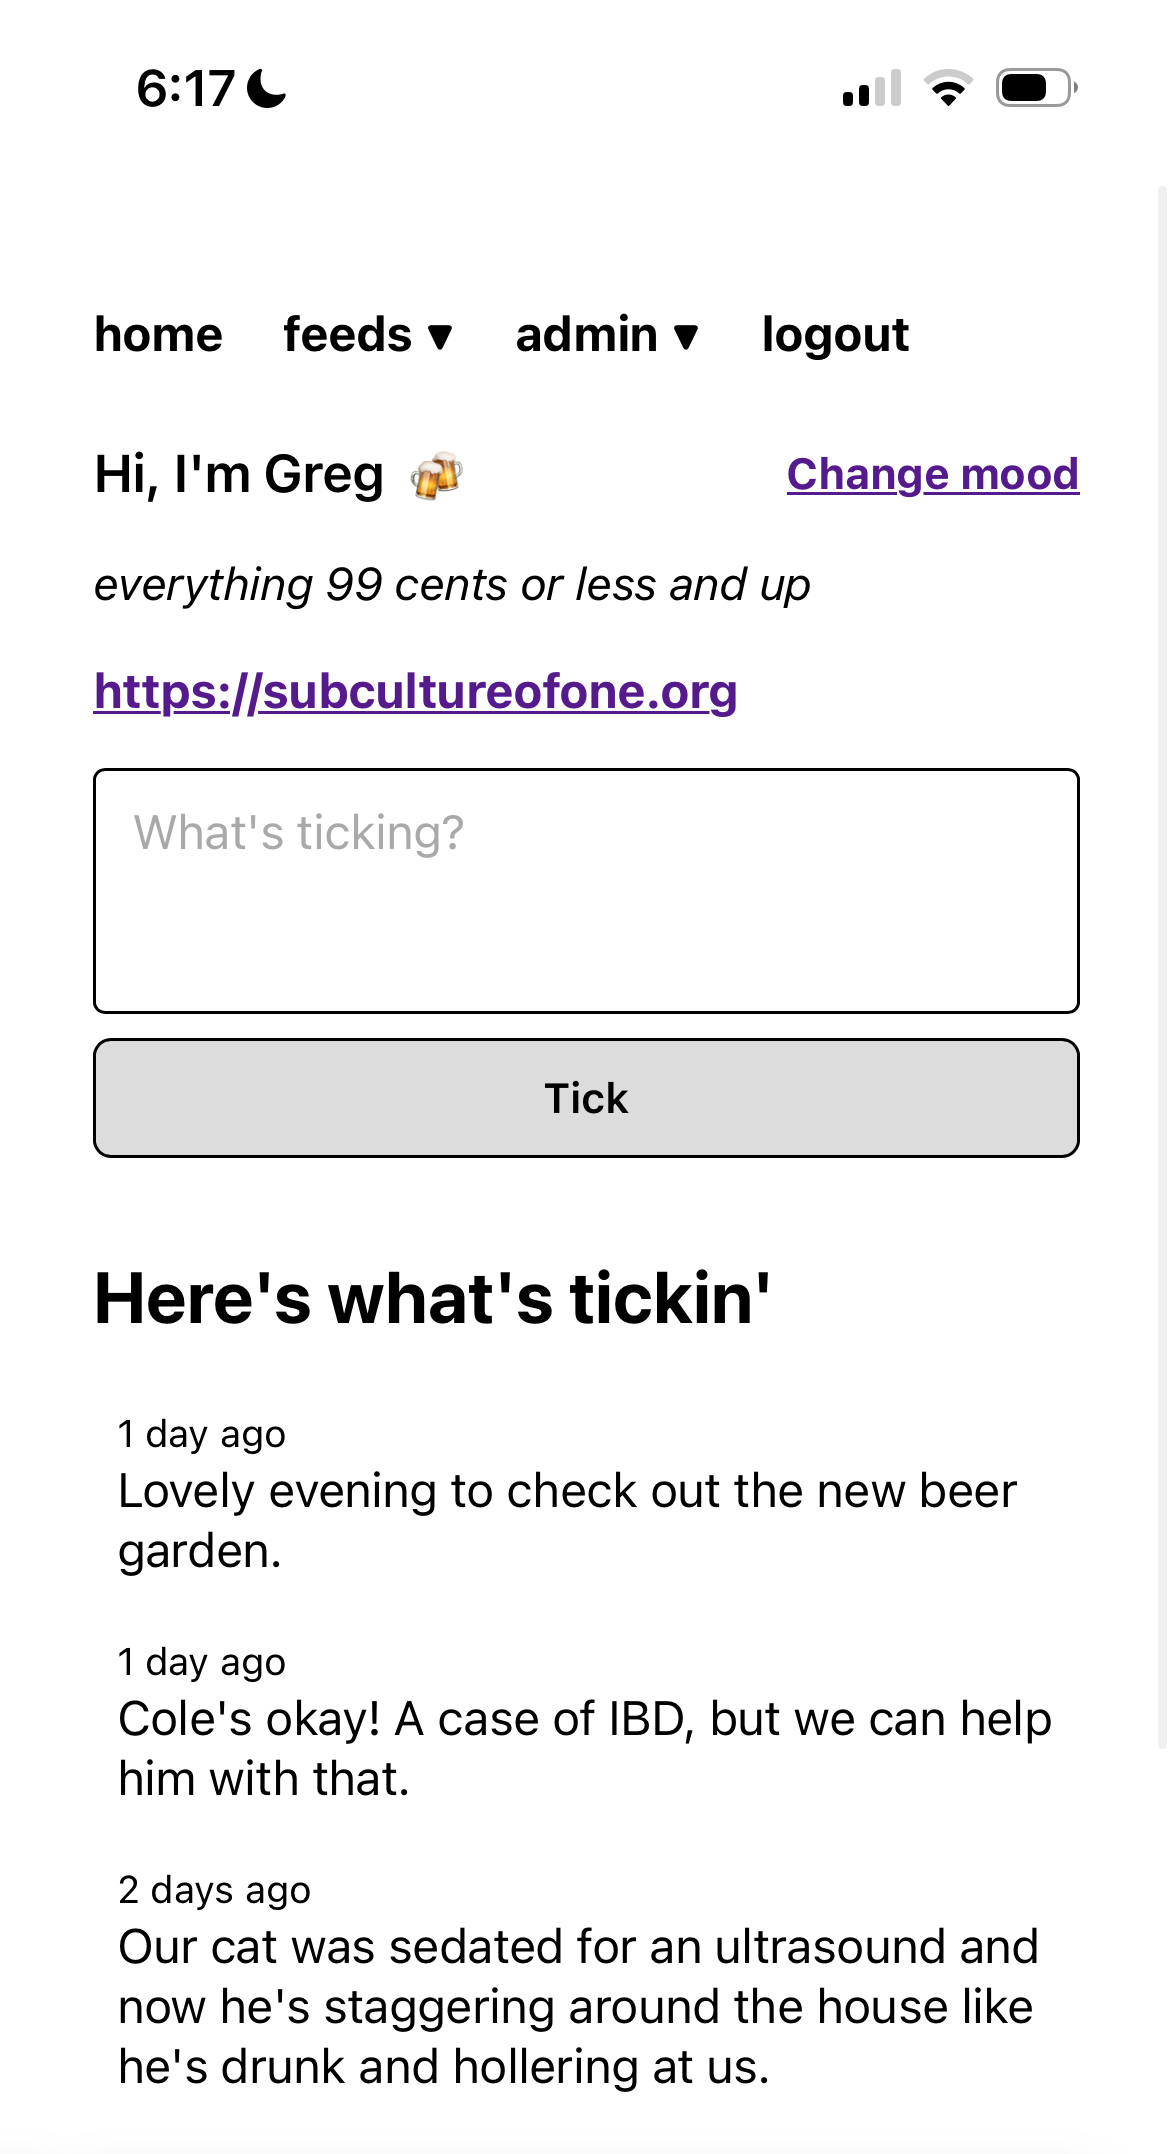 6:17
home feeds ▼ admin ▼ logout
Hi, I'm Greg 🍻 Change mood
everything 99 cents or less and up
https://subcultureofone.org
What's ticking?
Tick
Here's what's tickin'
1 day ago
Lovely evening to check out the new beer
garden.
1 day ago
Cole's okay! A case of IBD, but we can help
him with that.
2 days ago
Our cat was sedated for an ultrasound and
now he's staggering around the house like
he's drunk and hollering at us.